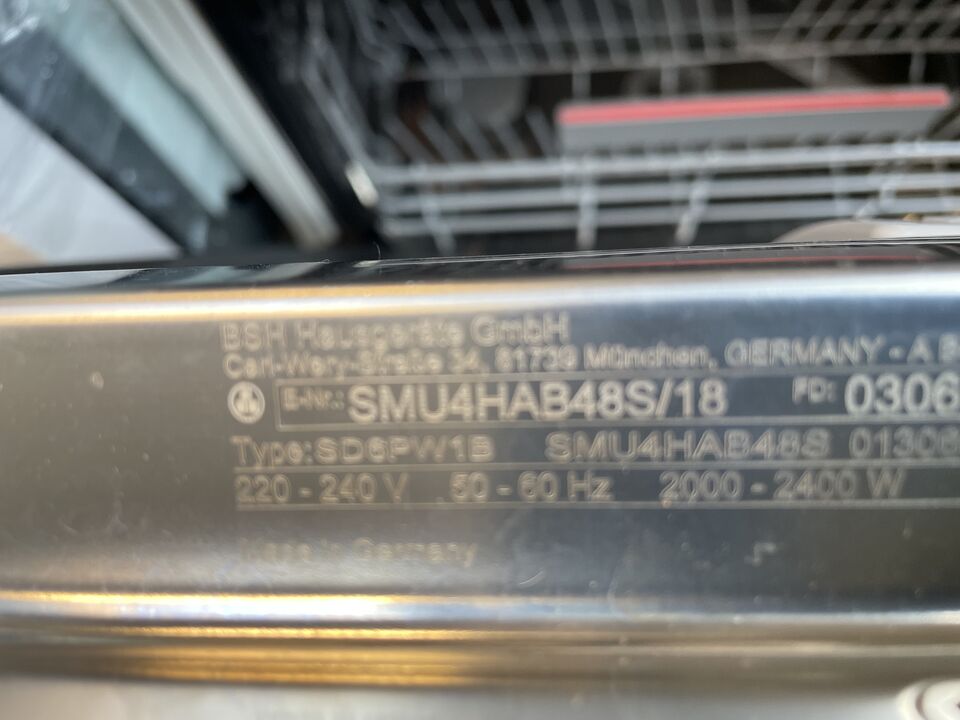 BSH Hausgeräte GmbH
Carl-Wery-Straße 34, 81739 München, GERMANY - A
E-Nr.: SMU4HAB48S/18 FD: 0306
Type: SD6PW1B SMU4HAB48S 01306
220 - 240 V 50 - 60 Hz 2000 - 2400 W
Made in Germany